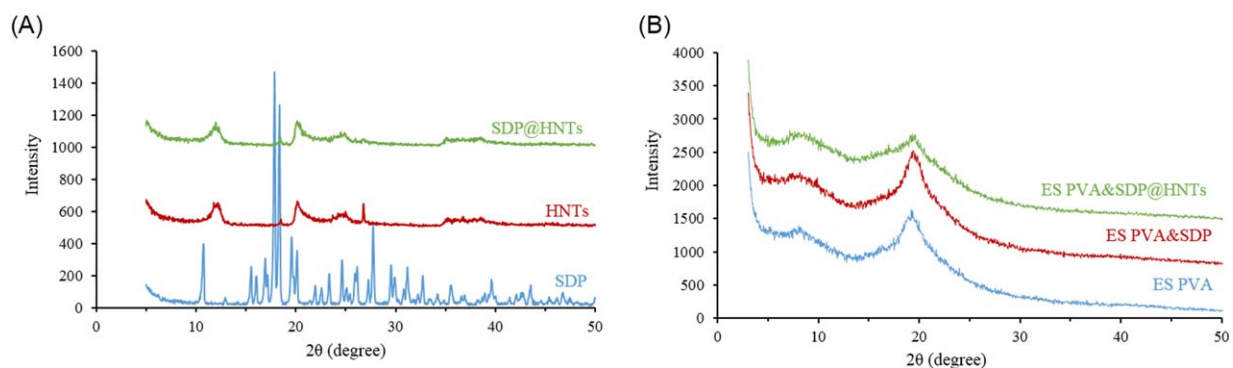 (A)
Intensity
1600
1400
1200
1000
800
600
400
200
0
SDP@HNTs
HNTs
SDP
0 10 20 30 40 50
2θ (degree)
(B)
Intensity
4000
3500
3000
2500
2000
1500
1000
500
0
ES PVA&SDP@HNTs
ES PVA&SDP
ES PVA
0 10 20 30 40 50
2θ (degree)